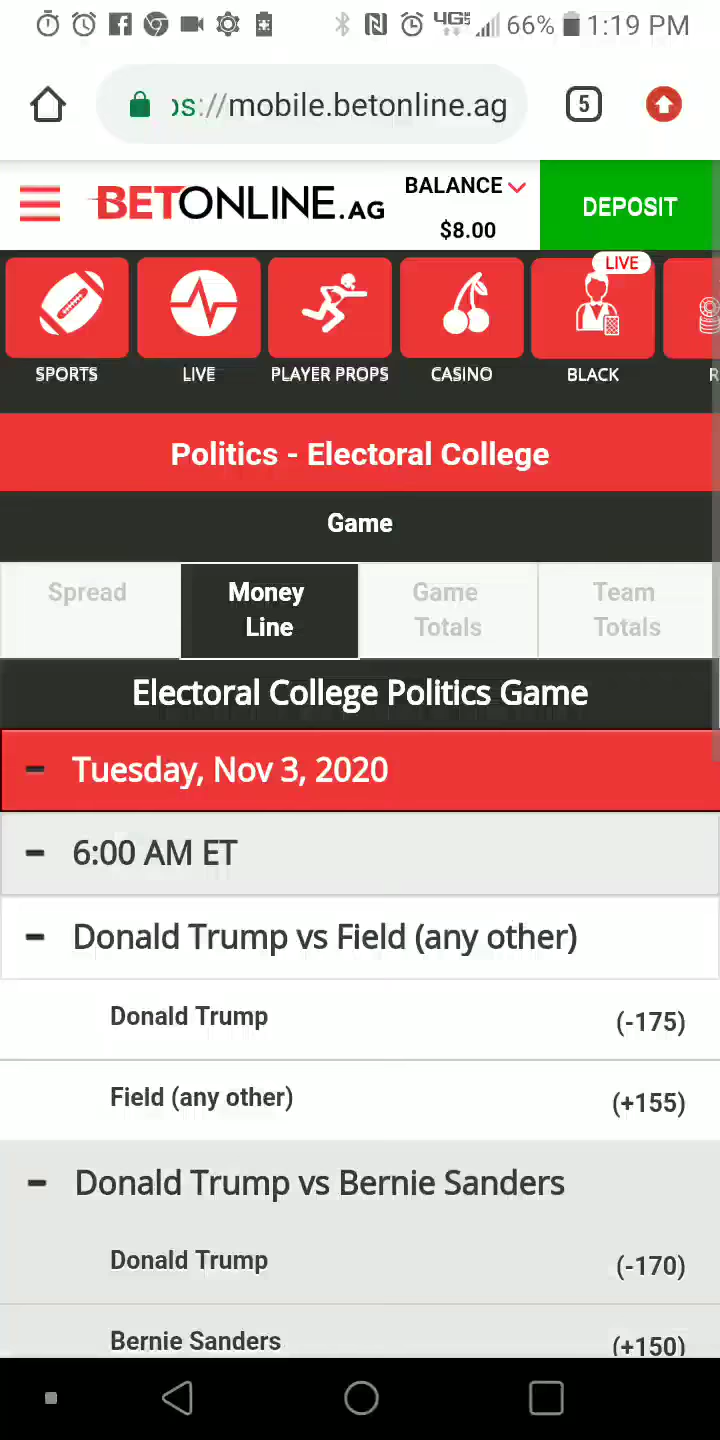 4G 66% 1:19 PM
ps://mobile.betonline.ag 5
BETONLINE.AG BALANCE $8.00 DEPOSIT
LIVE
SPORTS LIVE PLAYER PROPS CASINO BLACK R
Politics - Electoral College
Game
Spread Money Line Game Totals Team Totals
Electoral College Politics Game
Tuesday, Nov 3, 2020
6:00 AM ET
Donald Trump vs Field (any other)
Donald Trump (-175)
Field (any other) (+155)
Donald Trump vs Bernie Sanders
Donald Trump (-170)
Bernie Sanders (+150)